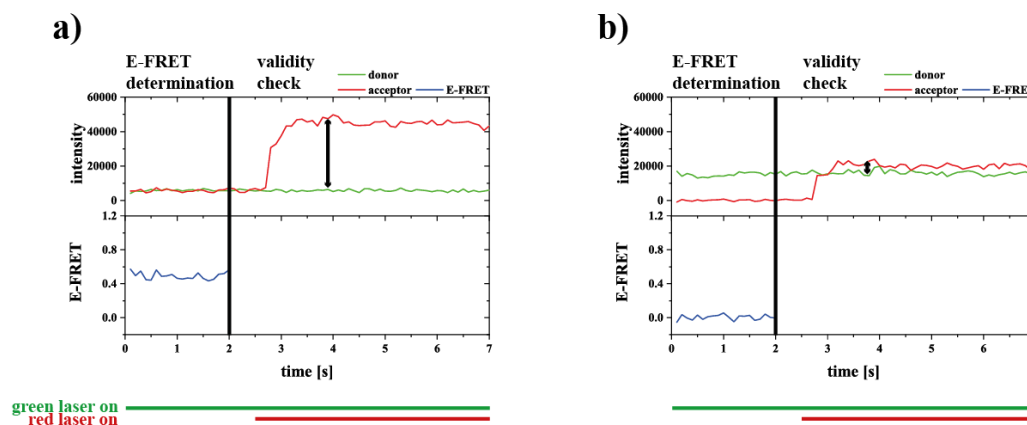 a)
E-FRET
determination
validity
check
donor
acceptor
E-FRET
60000
40000
20000
0
intensity
1.2
0.8
0.4
0.0
E-FRET
0 1 2 3 4 5 6 7
time [s]
green laser on
red laser on
b)
E-FRET
determination
validity
check
donor
acceptor
E-FRET
60000
40000
20000
0
intensity
1.2
0.8
0.4
0.0
E-FRET
0 1 2 3 4 5 6
time [s]